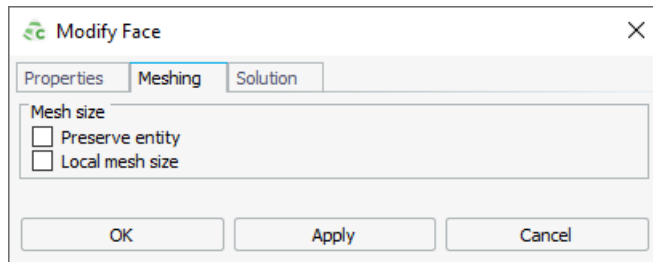 Modify Face
Properties Meshing Solution
Mesh size
Preserve entity
Local mesh size
OK Apply Cancel